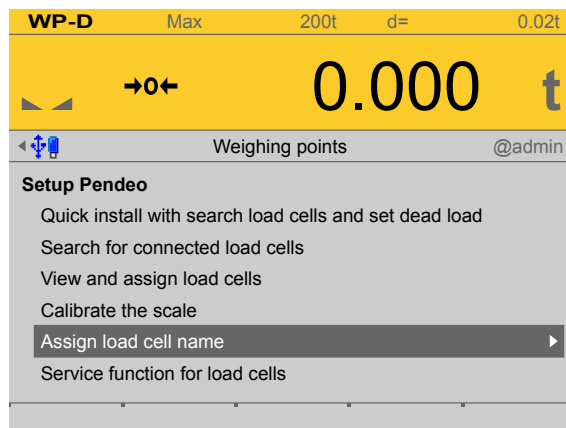 WP-D Max 200t d= 0.02t
→0← 0.000 t
Weighing points @admin
Setup Pendeo
Quick install with search load cells and set dead load
Search for connected load cells
View and assign load cells
Calibrate the scale
Assign load cell name
Service function for load cells